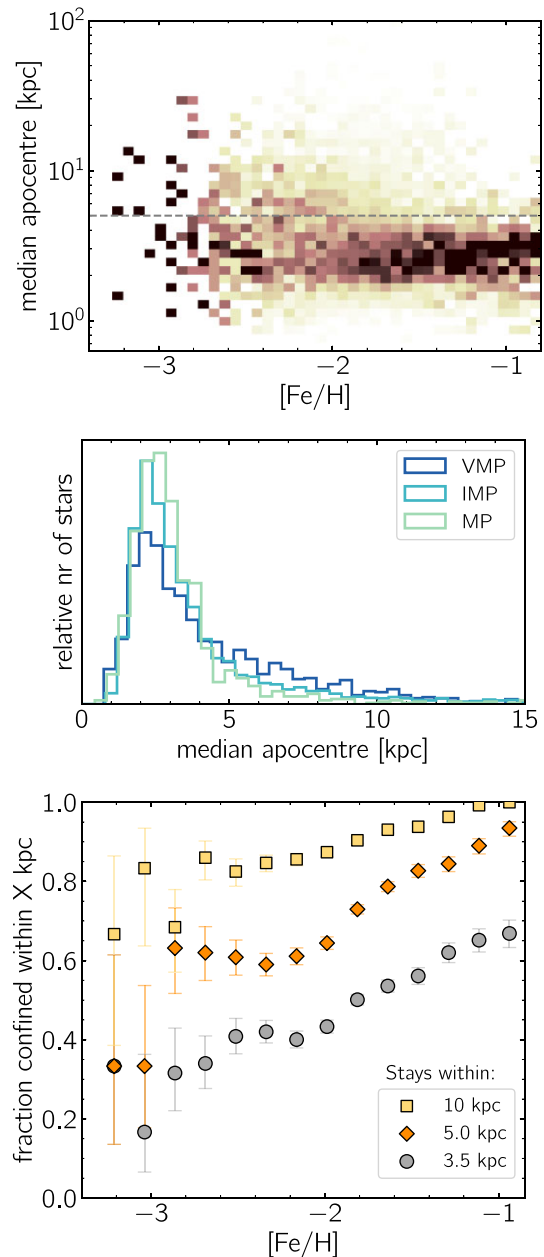 10²
10¹
10⁰
median apocentre [kpc]
−3
−2
−1
[Fe/H]
VMP
IMP
MP
relative nr of stars
0
5
10
15
median apocentre [kpc]
1.0
0.8
0.6
0.4
0.2
0.0
fraction confined within X kpc
Stays within:
10 kpc
5.0 kpc
3.5 kpc
−3
−2
−1
[Fe/H]